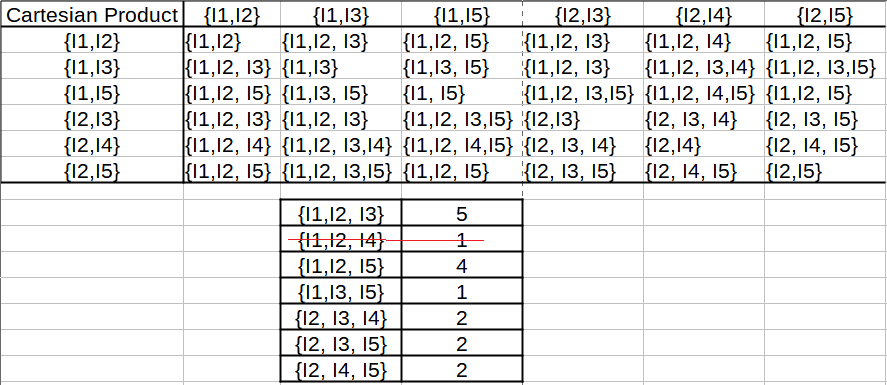 Cartesian Product {I1,I2} {I1,I3} {I1,I5} {I2,I3} {I2,I4} {I2,I5}
{I1,I2} {I1,I2} {I1,I2, I3} {I1,I2, I5} {I1,I2, I3} {I1,I2, I4} {I1,I2, I5}
{I1,I3} {I1,I2, I3} {I1,I3} {I1,I3, I5} {I1,I2, I3} {I1,I2, I3,I4} {I1,I2, I3,I5}
{I1,I5} {I1,I2, I5} {I1,I3, I5} {I1, I5} {I1,I2, I3,I5} {I1,I2, I4,I5} {I1,I2, I5}
{I2,I3} {I1,I2, I3} {I1,I2, I3} {I1,I2, I3,I5} {I2,I3} {I2, I3, I4} {I2, I3, I5}
{I2,I4} {I1,I2, I4} {I1,I2, I3,I4} {I1,I2, I4,I5} {I2, I3, I4} {I2,I4} {I2, I4, I5}
{I2,I5} {I1,I2, I5} {I1,I2, I3,I5} {I1,I2, I5} {I2, I3, I5} {I2, I4, I5} {I2,I5}
{I1,I2, I3} 5
{I1,I2, I4} 1
{I1,I2, I5} 4
{I1,I3, I5} 1
{I2, I3, I4} 2
{I2, I3, I5} 2
{I2, I4, I5} 2